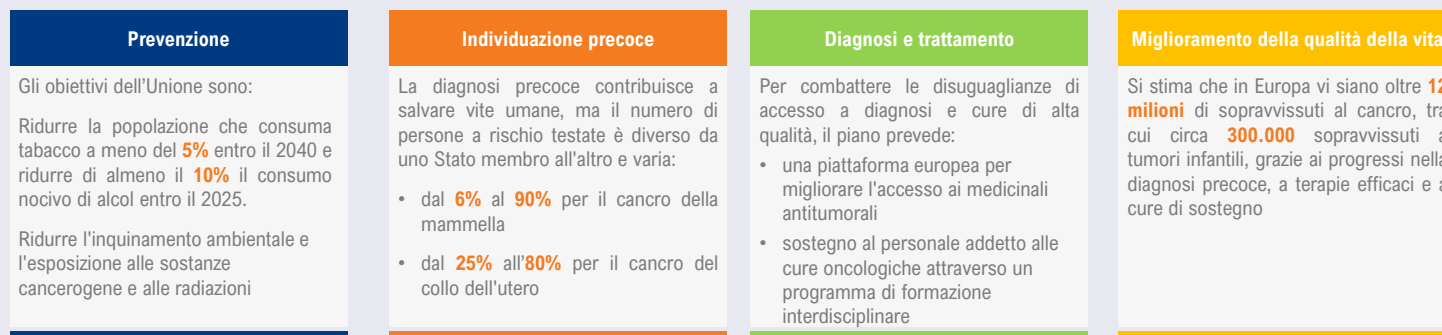 Prevenzione
Gli obiettivi dell'Unione sono:
Ridurre la popolazione che consuma
tabacco a meno del 5% entro il 2040 e
ridurre di almeno il 10% il consumo
nocivo di alcol entro il 2025.
Ridurre l'inquinamento ambientale e
l'esposizione alle sostanze
cancerogene e alle radiazioni
Individuazione precoce
La diagnosi precoce contribuisce a
salvare vite umane, ma il numero di
persone a rischio testate è diverso da
uno Stato membro all'altro e varia:
• dal 6% al 90% per il cancro della
mammella
• dal 25% all'80% per il cancro del
collo dell'utero
Diagnosi e trattamento
Per combattere le disuguaglianze di
accesso a diagnosi e cure di alta
qualità, il piano prevede:
• una piattaforma europea per
migliorare l'accesso ai medicinali
antitumorali
• sostegno al personale addetto alle
cure oncologiche attraverso un
programma di formazione
interdisciplinare
Miglioramento della qualità della vita
Si stima che in Europa vi siano oltre
milioni di sopravvissuti al cancro,
cui circa 300.000 sopravvissuti
tumori infantili, grazie ai progressi
diagnosi precoce, a terapie efficaci e
cure di sostegno